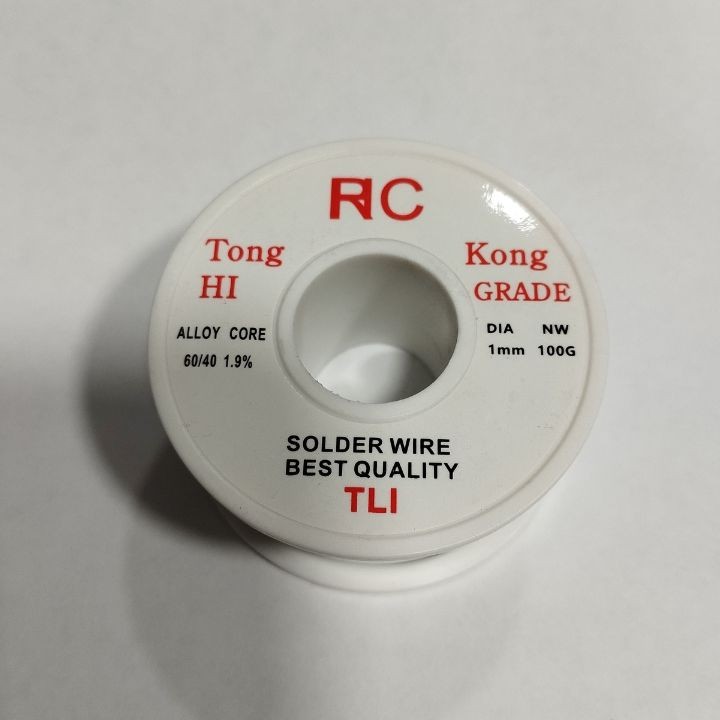 RC
Tong Kong
HI GRADE
ALLOY CORE
60/40 1.9%
DIA NW
1mm 100G
SOLDER WIRE
BEST QUALITY
TLI